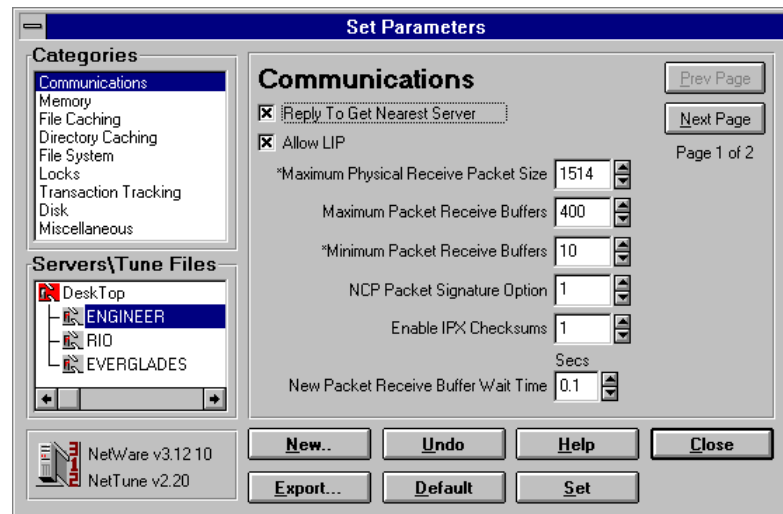 Set Parameters
Categories
Communications
Memory
File Caching
Directory Caching
File System
Locks
Transaction Tracking
Disk
Miscellaneous
Servers\Tune Files
DeskTop
ENGINEER
RIO
EVERGLADES
312
NetWare v3.12 10
NetTune v2.20
Communications
Reply To Get Nearest Server
Allow LIP
*Maximum Physical Receive Packet Size 1514
Maximum Packet Receive Buffers 400
*Minimum Packet Receive Buffers 10
NCP Packet Signature Option 1
Enable IPX Checksums 1
Secs
New Packet Receive Buffer Wait Time 0.1
Prev Page
Next Page
Page 1 of 2
New.. Undo Help Close
Export... Default Set